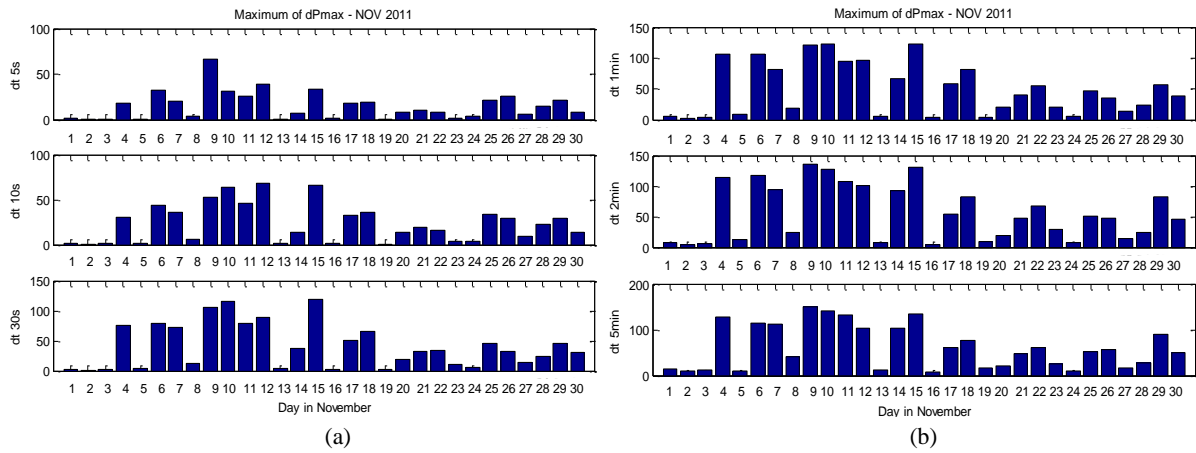 Maximum of dPmax - NOV 2011
100
50
0
dt 5s
1 2 3 4 5 6 7 8 9 10 11 12 13 14 15 16 17 18 19 20 21 22 23 24 25 26 27 28 29 30
100
50
0
dt 10s
1 2 3 4 5 6 7 8 9 10 11 12 13 14 15 16 17 18 19 20 21 22 23 24 25 26 27 28 29 30
150
100
50
0
dt 30s
1 2 3 4 5 6 7 8 9 10 11 12 13 14 15 16 17 18 19 20 21 22 23 24 25 26 27 28 29 30
Day in November
(a)
Maximum of dPmax - NOV 2011
150
100
50
0
dt 1min
1 2 3 4 5 6 7 8 9 10 11 12 13 14 15 16 17 18 19 20 21 22 23 24 25 26 27 28 29 30
150
100
50
0
dt 2min
1 2 3 4 5 6 7 8 9 10 11 12 13 14 15 16 17 18 19 20 21 22 23 24 25 26 27 28 29 30
200
100
0
dt 5min
1 2 3 4 5 6 7 8 9 10 11 12 13 14 15 16 17 18 19 20 21 22 23 24 25 26 27 28 29 30
Day in November
(b)